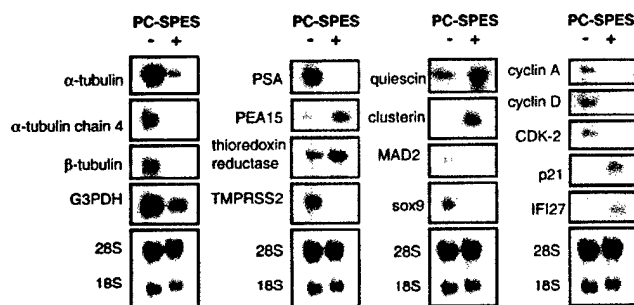 PC-SPES
- +
α-tubulin
α-tubulin chain 4
β-tubulin
G3PDH
28S
18S
PC-SPES
- +
PSA
PEA15
thioredoxin
reductase
TMPRSS2
28S
18S
PC-SPES
- +
quiescin
clusterin
MAD2
sox9
28S
18S
PC-SPES
- +
cyclin A
cyclin D
CDK-2
p21
IFI27
28S
18S